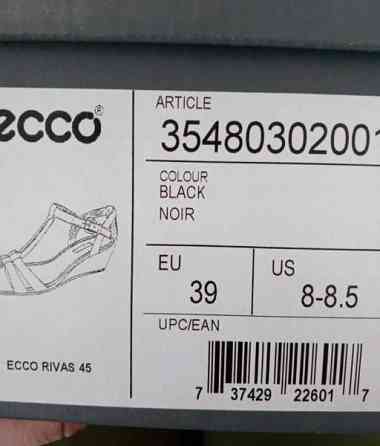 ecco®
ARTICLE
35480302001
COLOUR
BLACK
NOIR
EU
39
US
8-8.5
UPC/EAN
7 37429 22601 7
ECCO RIVAS 45